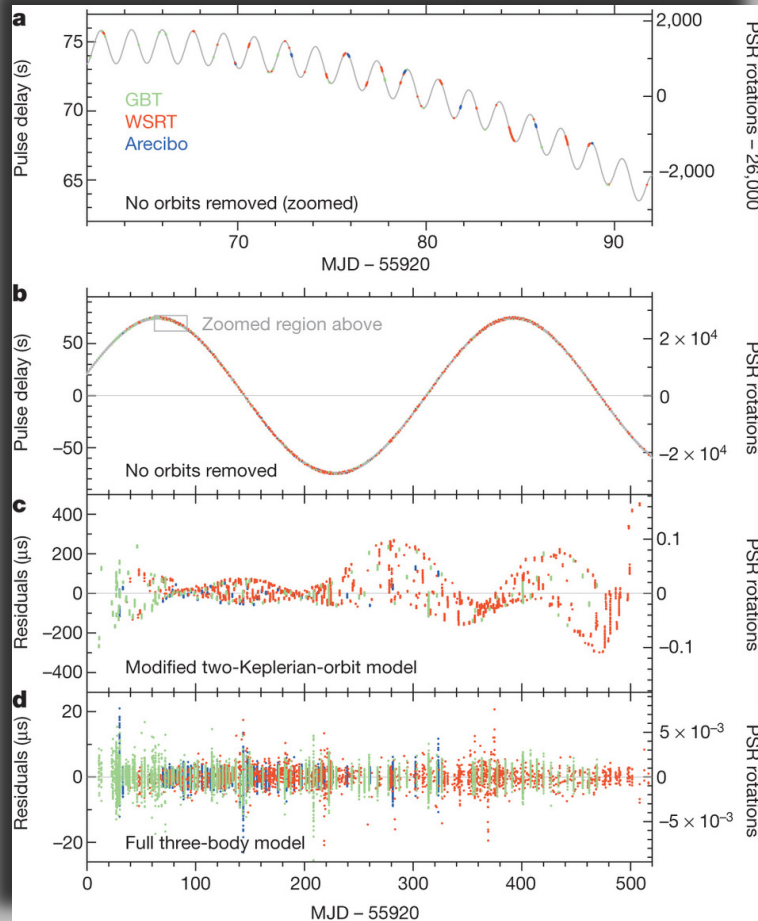 a
75
70
65
Pulse delay (s)
GBT
WSRT
Arecibo
No orbits removed (zoomed)
2,000
0
−2,000
PSR rotations − 26,000
70
80
90
MJD − 55920
b
50
0
−50
Pulse delay (s)
Zoomed region above
No orbits removed
2 × 10⁴
0
−2 × 10⁴
PSR rotations
c
400
200
0
−200
−400
Residuals (μs)
Modified two-Keplerian-orbit model
0.1
0
−0.1
PSR rotations
d
20
0
−20
Residuals (μs)
Full three-body model
5 × 10⁻³
0
−5 × 10⁻³
PSR rotations
0
100
200
300
400
500
MJD − 55920